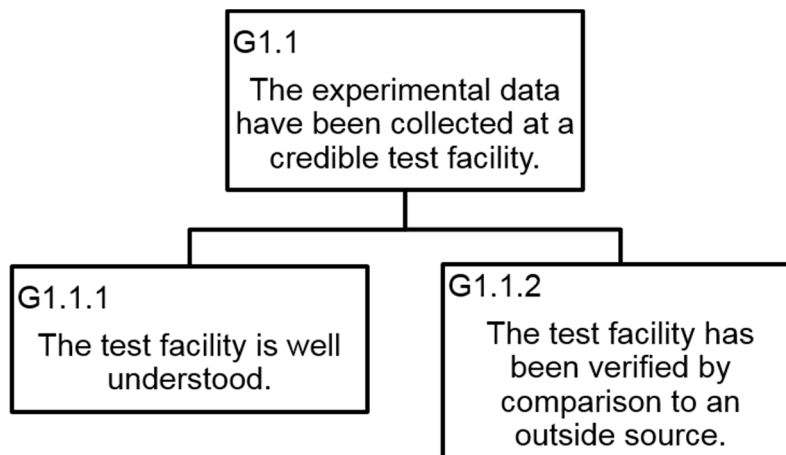 G1.1
The experimental data
have been collected at a
credible test facility.
G1.1.1
The test facility is well
understood.
G1.1.2
The test facility has
been verified by
comparison to an
outside source.